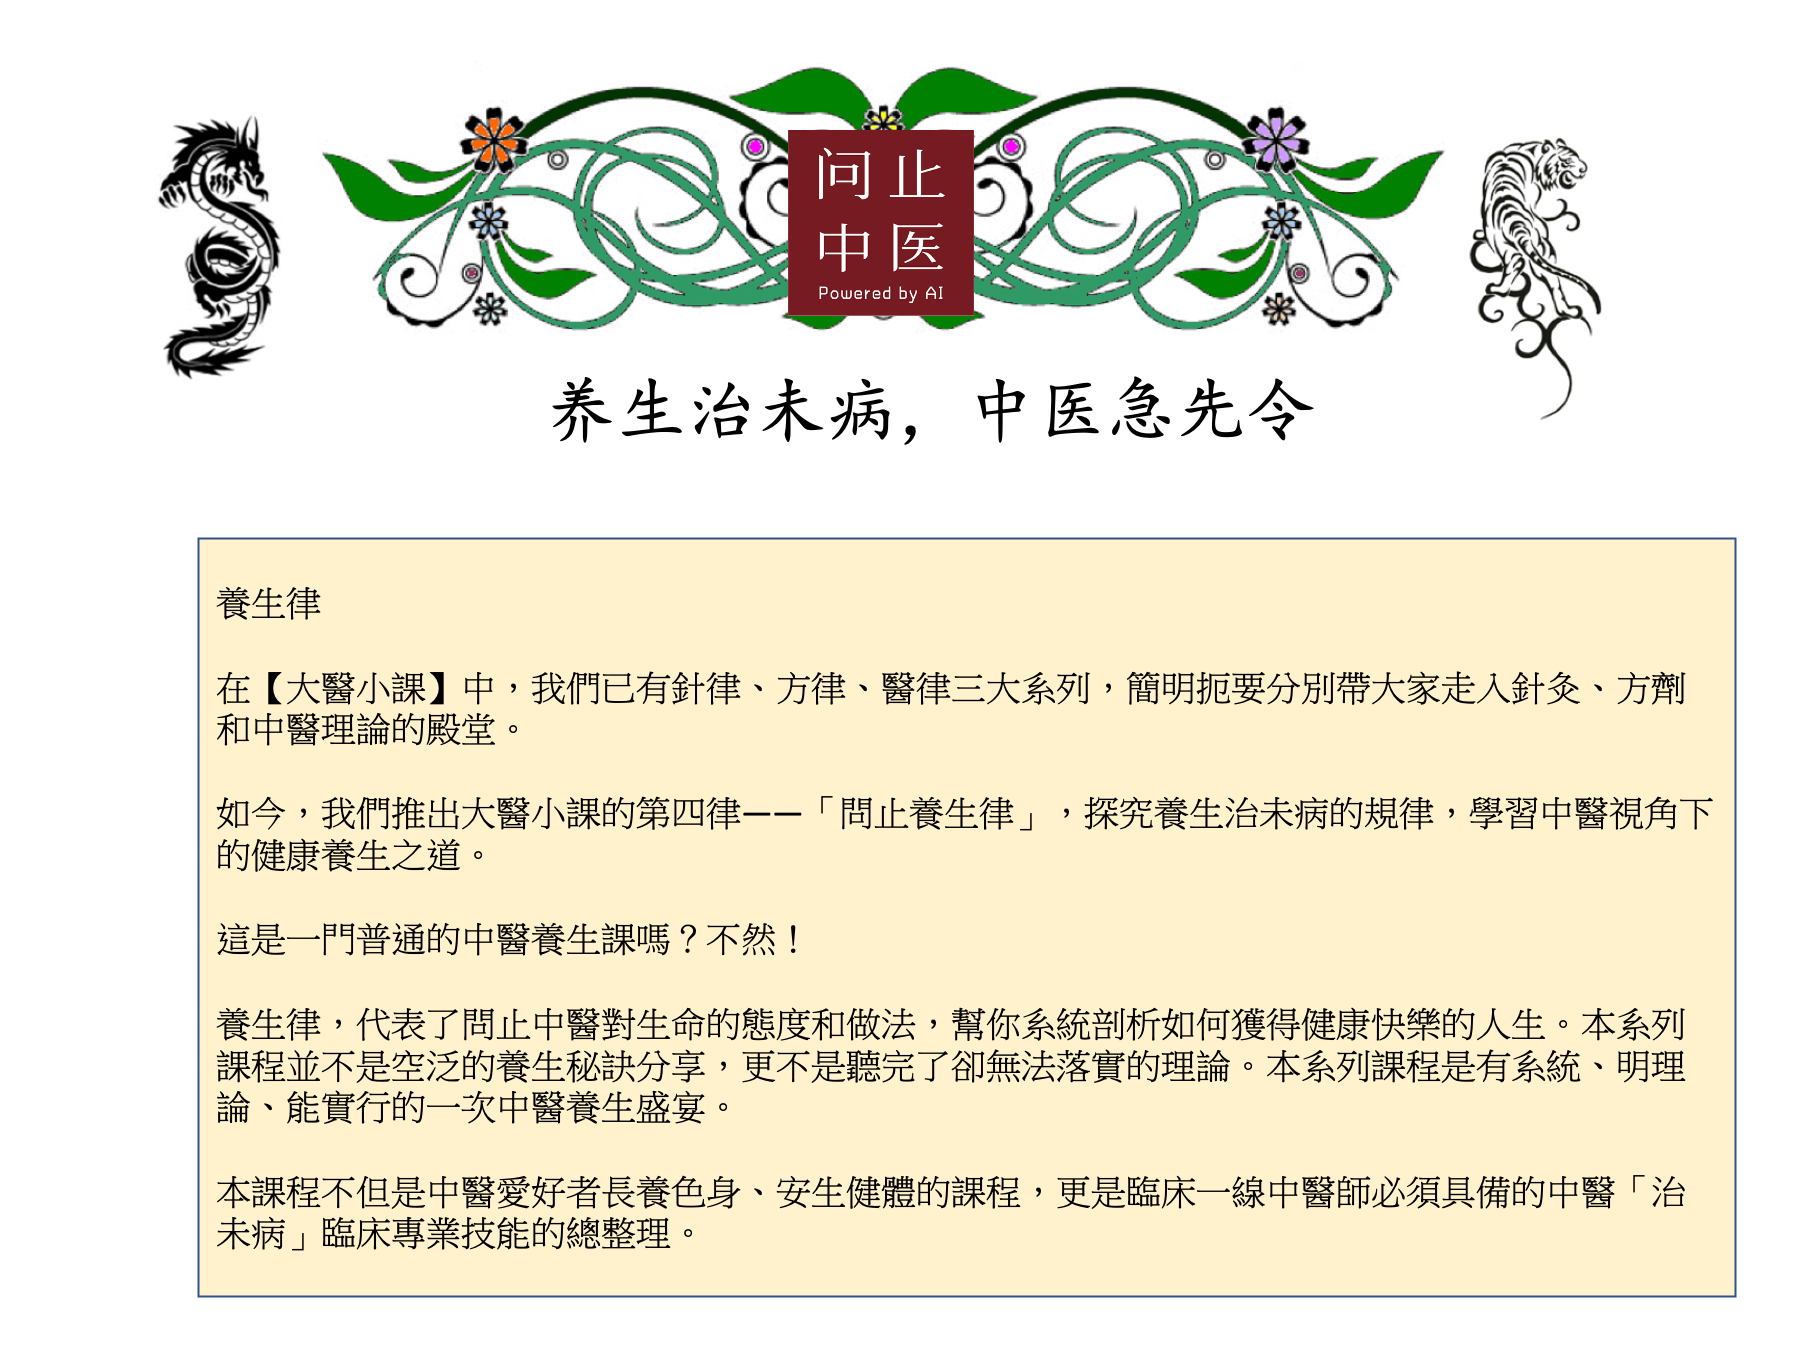 问止
中医
Powered by AI
养生治未病，中医急先令
養生律
在【大醫小課】中，我們已有針律、方律、醫律三大系列，簡明扼要分別帶大家走入針灸、方劑
和中醫理論的殿堂。
如今，我們推出大醫小課的第四律——「問止養生律」，探究養生治未病的規律，學習中醫視角下
的健康養生之道。
這是一門普通的中醫養生課嗎？不然！
養生律，代表了問止中醫對生命的態度和做法，幫你系統剖析如何獲得健康快樂的人生。本系列
課程並不是空泛的養生秘訣分享，更不是聽完了卻無法落實的理論。本系列課程是有系統、明理
論、能實行的一次中醫養生盛宴。
本課程不但是中醫愛好者長養色身、安生健體的課程，更是臨床一線中醫師必須具備的中醫「治
未病」臨床專業技能的總整理。